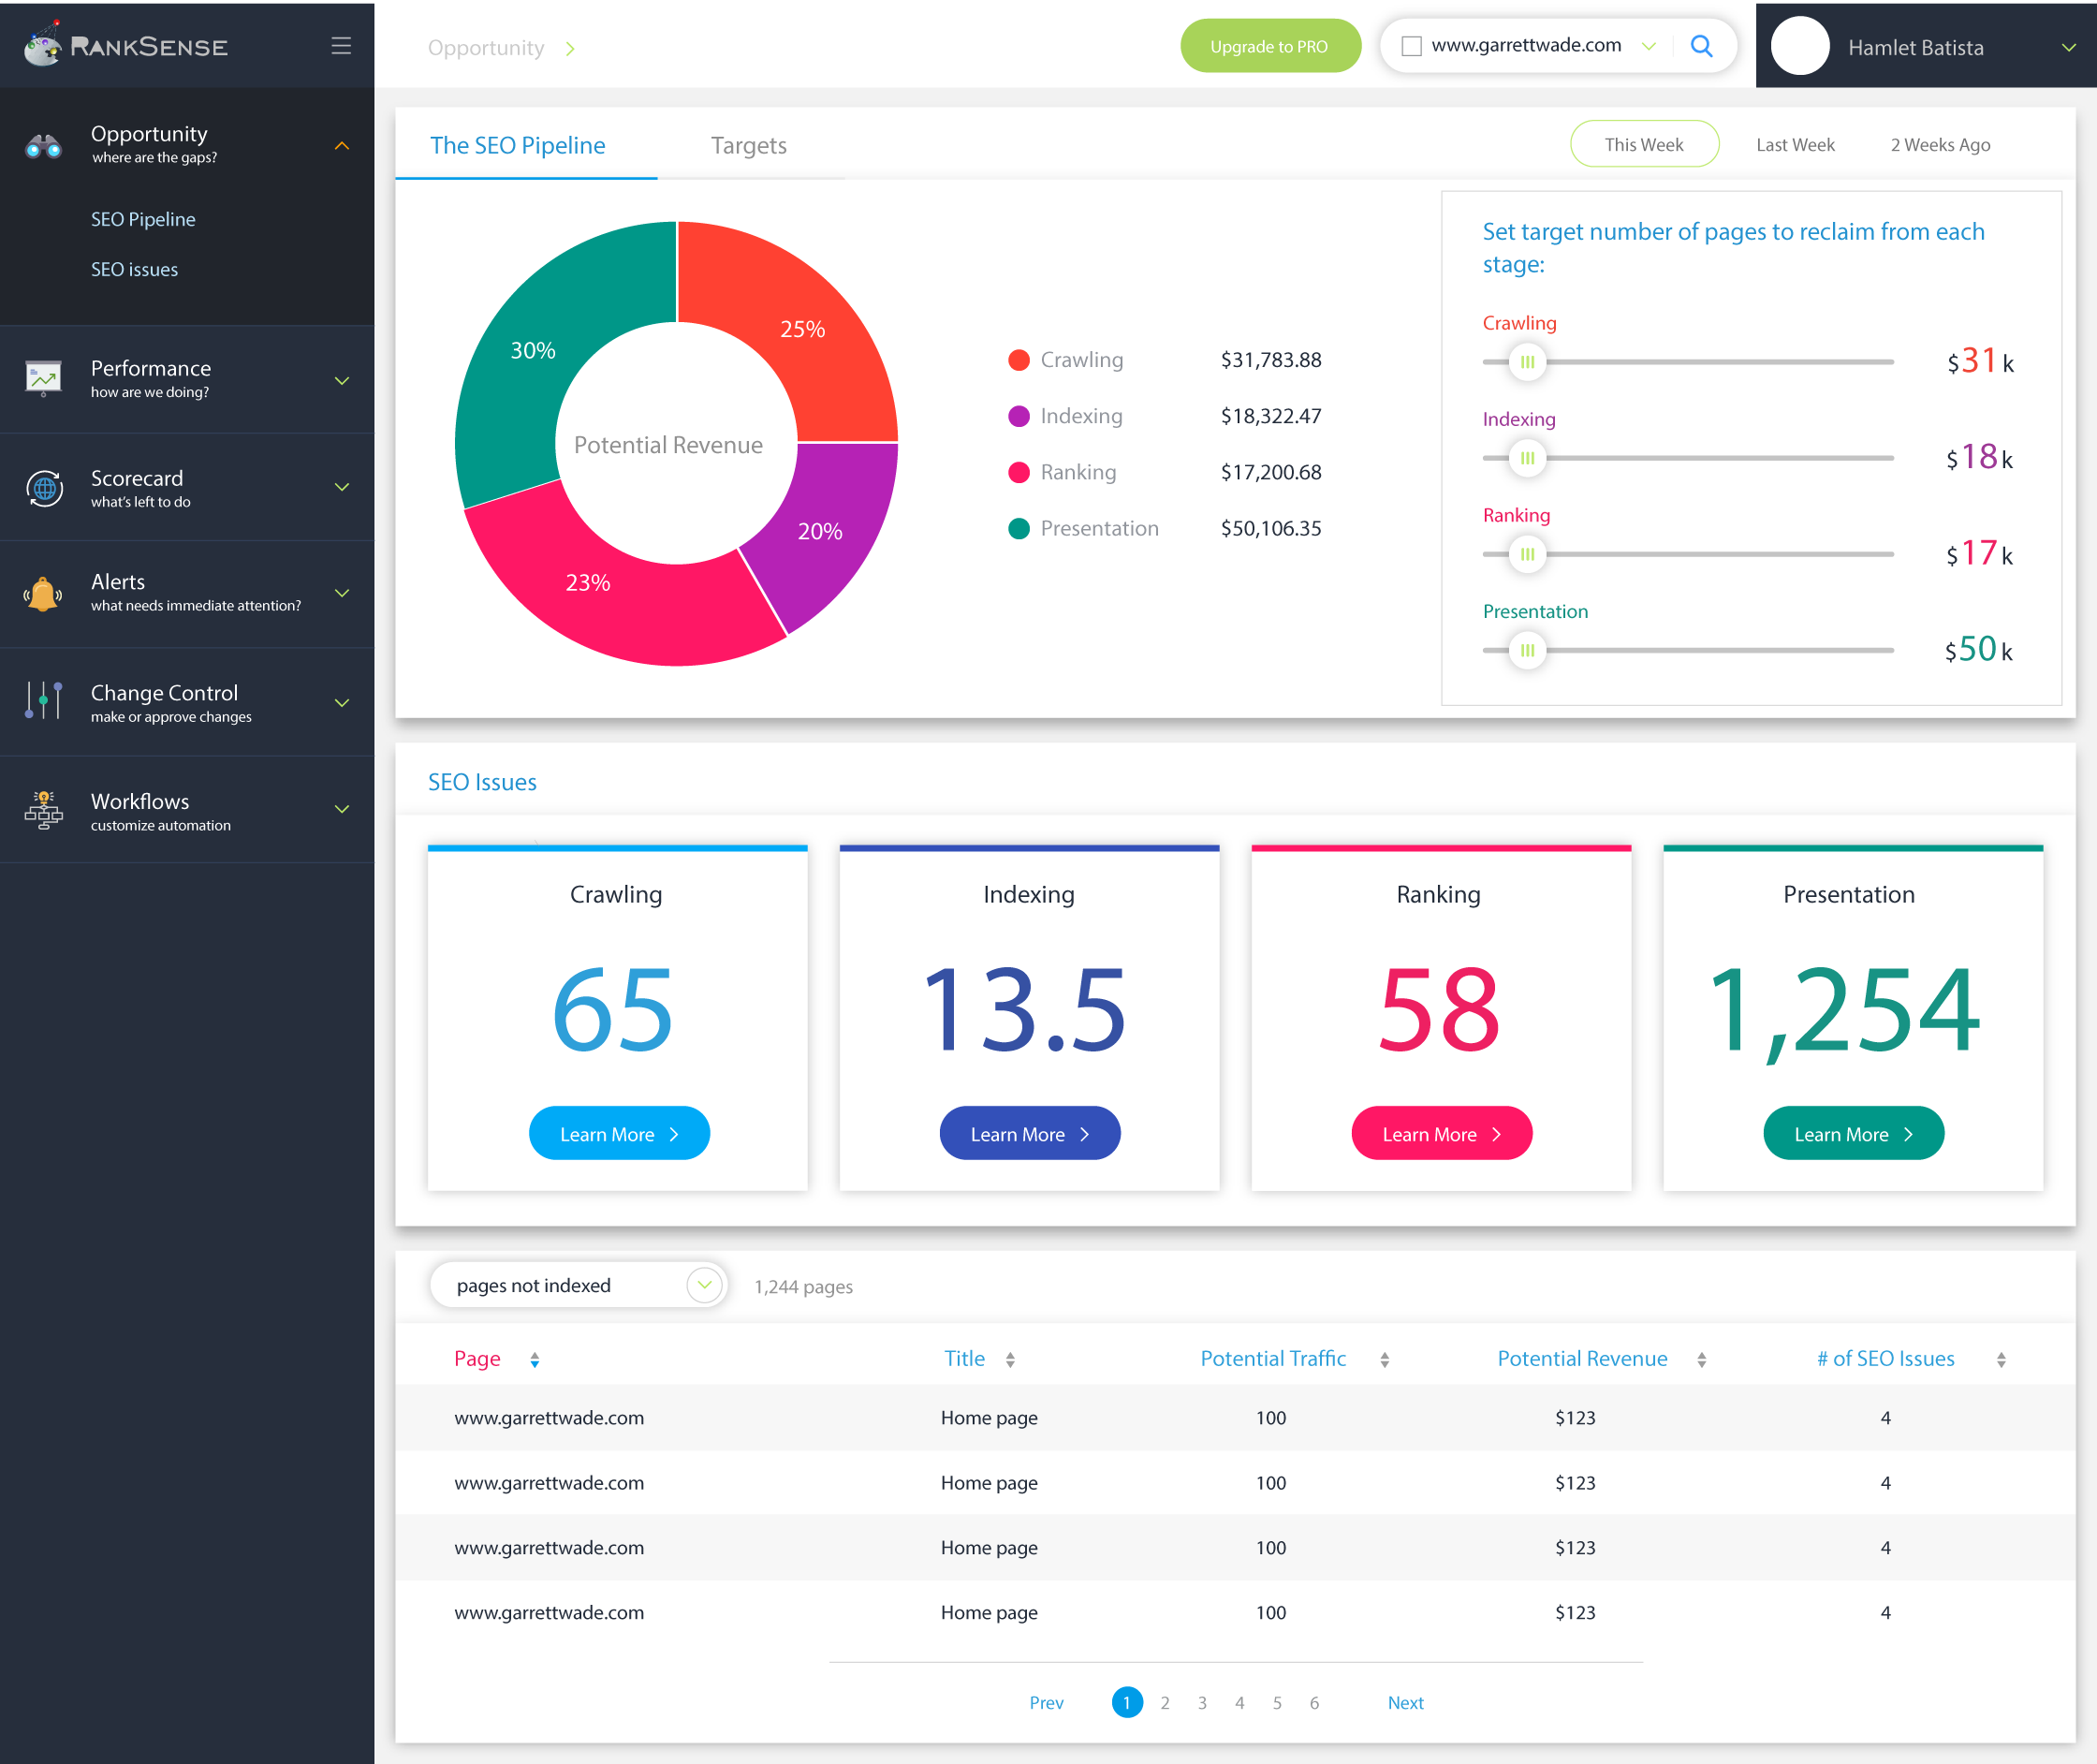 RANKSENSE
Opportunity
Upgrade to PRO
www.garrettwade.com
Hamlet Batista
Opportunity
where are the gaps?
SEO Pipeline
SEO issues
Performance
how are we doing?
Scorecard
what's left to do
Alerts
what needs immediate attention?
Change Control
make or approve changes
Workflows
customize automation
The SEO Pipeline
Targets
This Week
Last Week
2 Weeks Ago
25%
30%
20%
23%
Potential Revenue
Crawling $31,783.88
Indexing $18,322.47
Ranking $17,200.68
Presentation $50,106.35
Set target number of pages to reclaim from each
stage:
Crawling
$31 k
Indexing
$18 k
Ranking
$17 k
Presentation
$50 k
SEO Issues
Crawling
65
Learn More
Indexing
13.5
Learn More
Ranking
58
Learn More
Presentation
1,254
Learn More
pages not indexed
1,244 pages
Page Title Potential Traffic Potential Revenue # of SEO Issues
www.garrettwade.com Home page 100 $123 4
www.garrettwade.com Home page 100 $123 4
www.garrettwade.com Home page 100 $123 4
www.garrettwade.com Home page 100 $123 4
Prev 1 2 3 4 5 6 Next